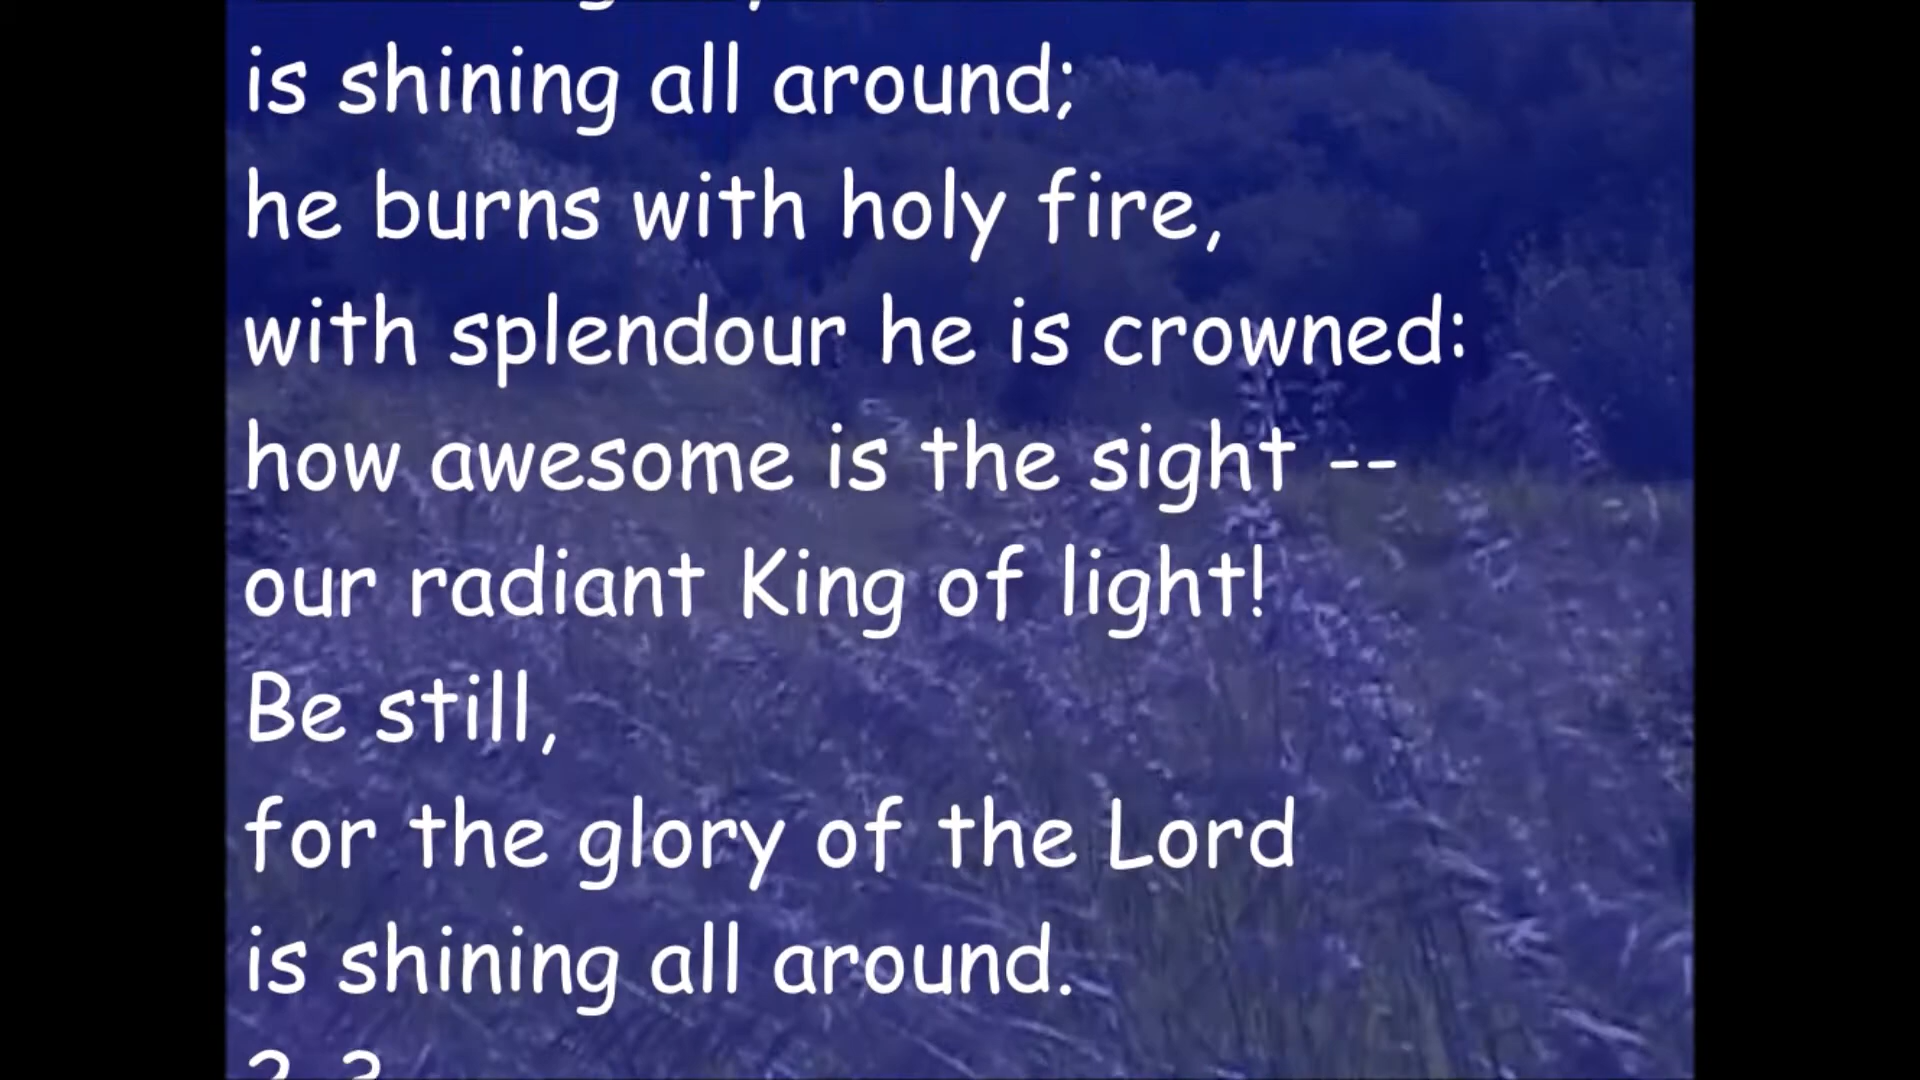 is shining all around;
he burns with holy fire,
with splendour he is crowned:
how awesome is the sight --
our radiant King of light!
Be still,
for the glory of the Lord
is shining all around.